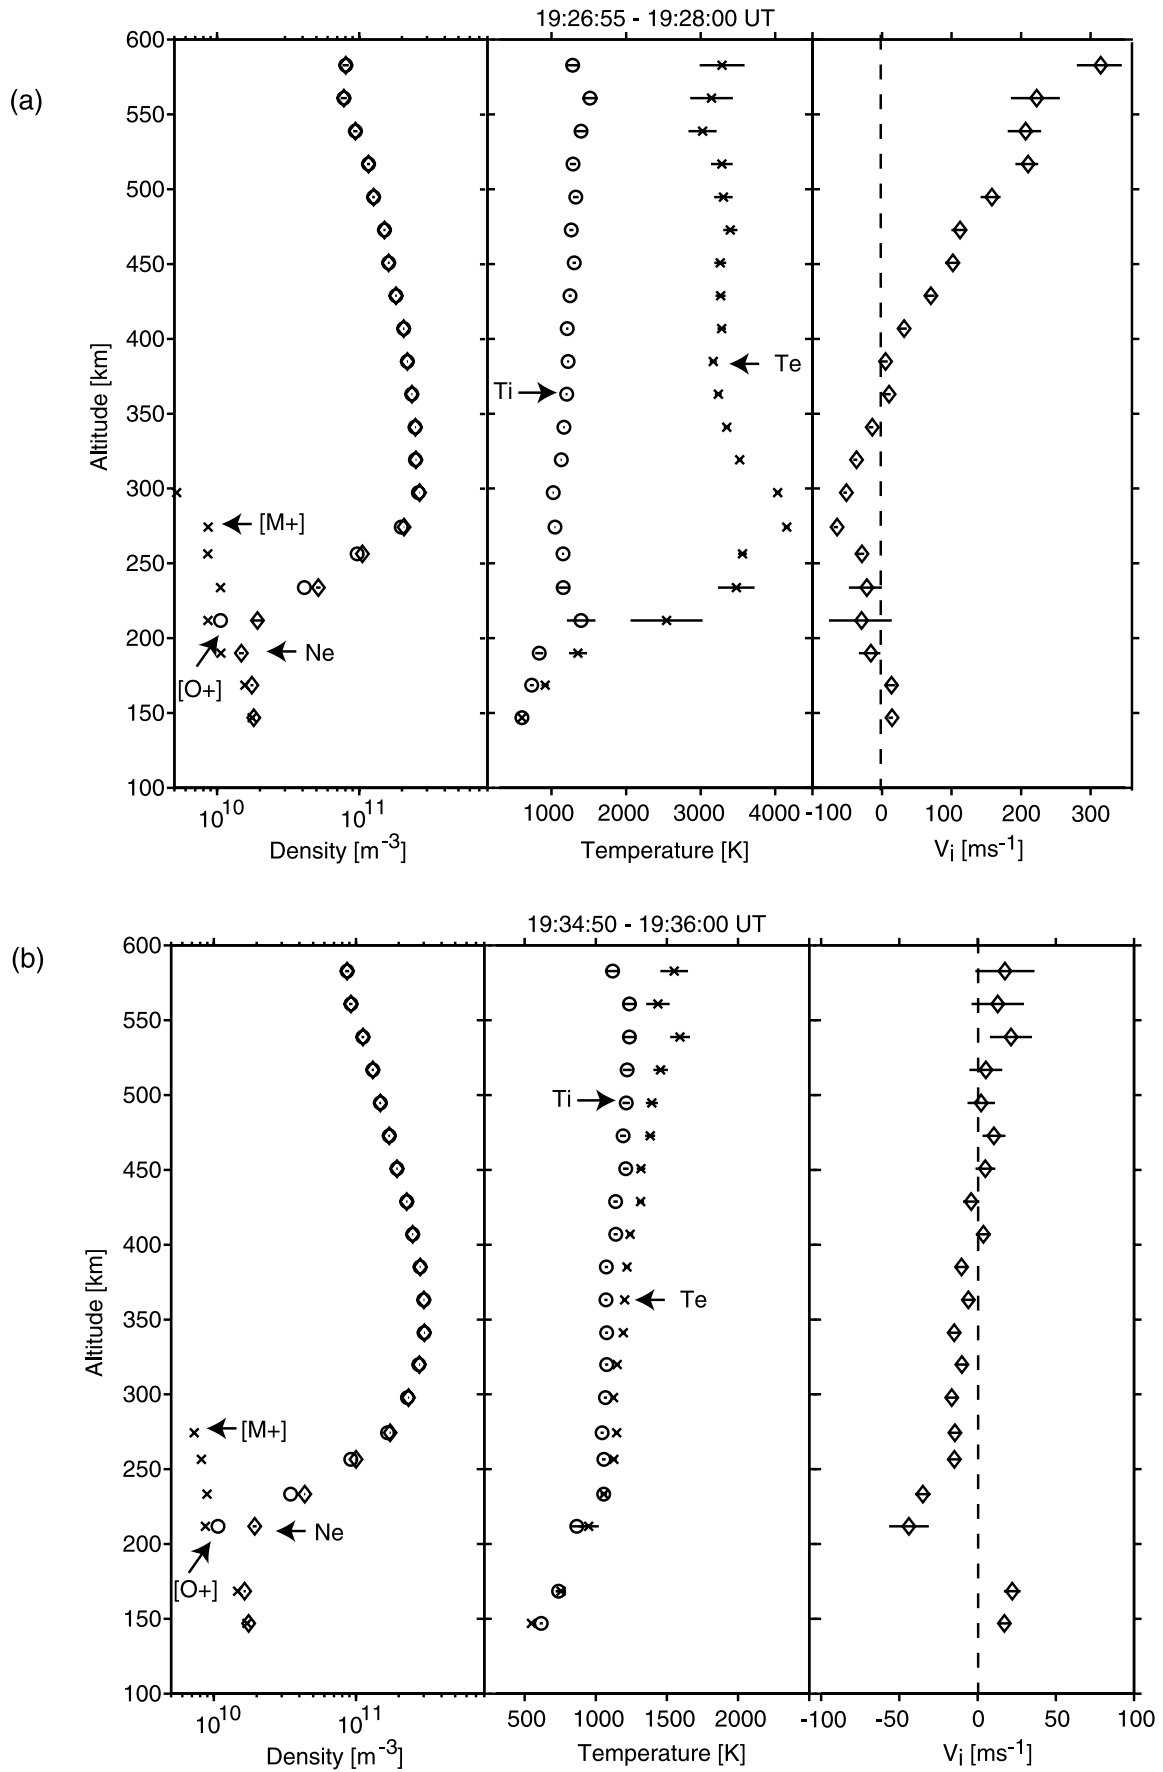 19:26:55 - 19:28:00 UT
(a)
600
550
500
450
400
350
300
250
200
150
100
Altitude [km]
[M+]
[O+]
Ne
Ti
Te
10^10 10^11
Density [m^-3]
1000 2000 3000 4000
Temperature [K]
-100 0 100 200 300
Vi [ms^-1]
19:34:50 - 19:36:00 UT
(b)
600
550
500
450
400
350
300
250
200
150
100
Altitude [km]
[M+]
[O+]
Ne
Ti
Te
10^10 10^11
Density [m^-3]
500 1000 1500 2000
Temperature [K]
-100 -50 0 50 100
Vi [ms^-1]